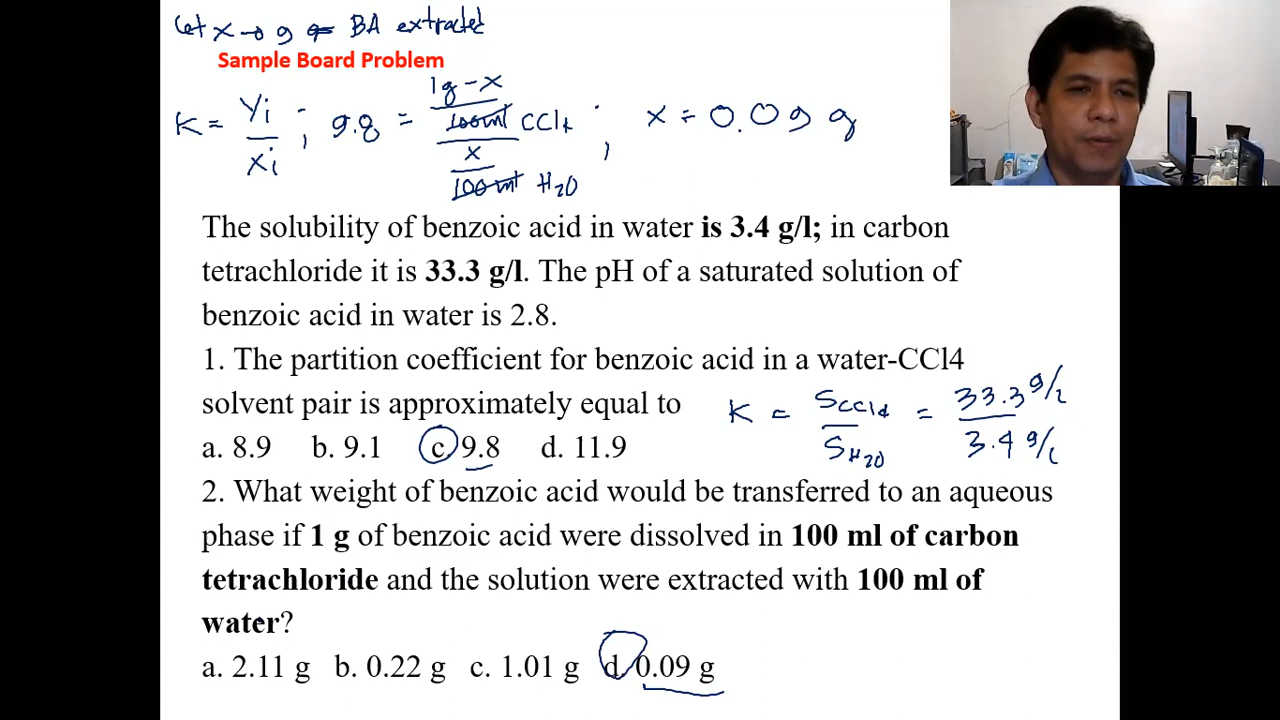 Let x → g BA extracted
Sample Board Problem
K = Yi / Xi ; 9.8 = 1g - x / 100ml CCl4 / x / 100ml H2O ; x = 0.09 g
The solubility of benzoic acid in water is 3.4 g/l; in carbon
tetrachloride it is 33.3 g/l. The pH of a saturated solution of
benzoic acid in water is 2.8.
1. The partition coefficient for benzoic acid in a water-CCl4
solvent pair is approximately equal to
K = SCCl4 / SH2O = 33.3 g/L / 3.4 g/L
a. 8.9 b. 9.1 c. 9.8 d. 11.9
2. What weight of benzoic acid would be transferred to an aqueous
phase if 1 g of benzoic acid were dissolved in 100 ml of carbon
tetrachloride and the solution were extracted with 100 ml of
water?
a. 2.11 g b. 0.22 g c. 1.01 g d. 0.09 g